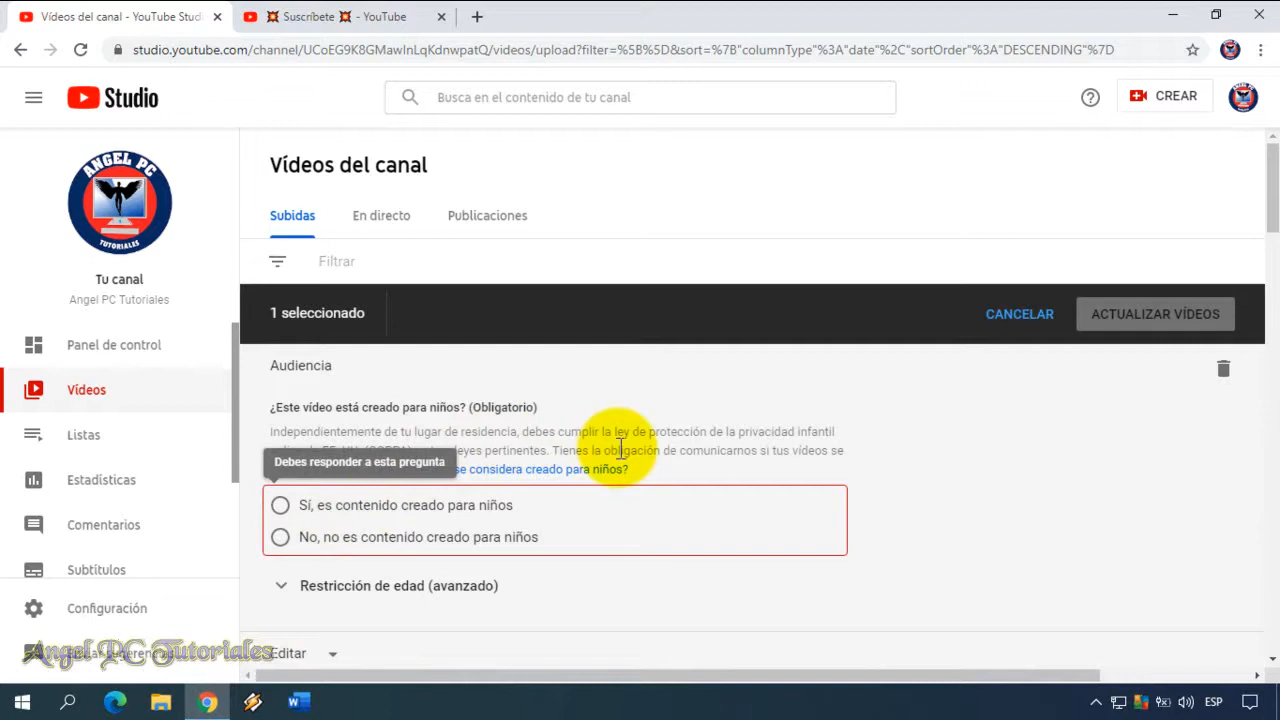 Vídeos del canal - YouTube Studi
💥 Suscríbete 💥 - YouTube
studio.youtube.com/channel/UCoEG9K8GMawInLqKdnwpatQ/videos/upload?filter=%5B%5D&sort=%7B"columnType"%3A"date"%2C"sortOrder"%3A"DESCENDING"%7D
Studio
Busca en el contenido de tu canal
CREAR
ANGEL PC
TUTORIALES
Tu canal
Angel PC Tutoriales
Panel de control
Vídeos
Listas
Estadísticas
Comentarios
Subtítulos
Configuración
Angel PC Tutoriales
Vídeos del canal
Subidas
En directo
Publicaciones
Filtrar
1 seleccionado
CANCELAR
ACTUALIZAR VÍDEOS
Audiencia
¿Este vídeo está creado para niños? (Obligatorio)
Independientemente de tu lugar de residencia, debes cumplir la ley de protección de la privacidad infantil
leyes pertinentes. Tienes la obligación de comunicarnos si tus vídeos se
Debes responder a esta pregunta
se considera creado para niños?
Sí, es contenido creado para niños
No, no es contenido creado para niños
Restricción de edad (avanzado)
Editar
ESP